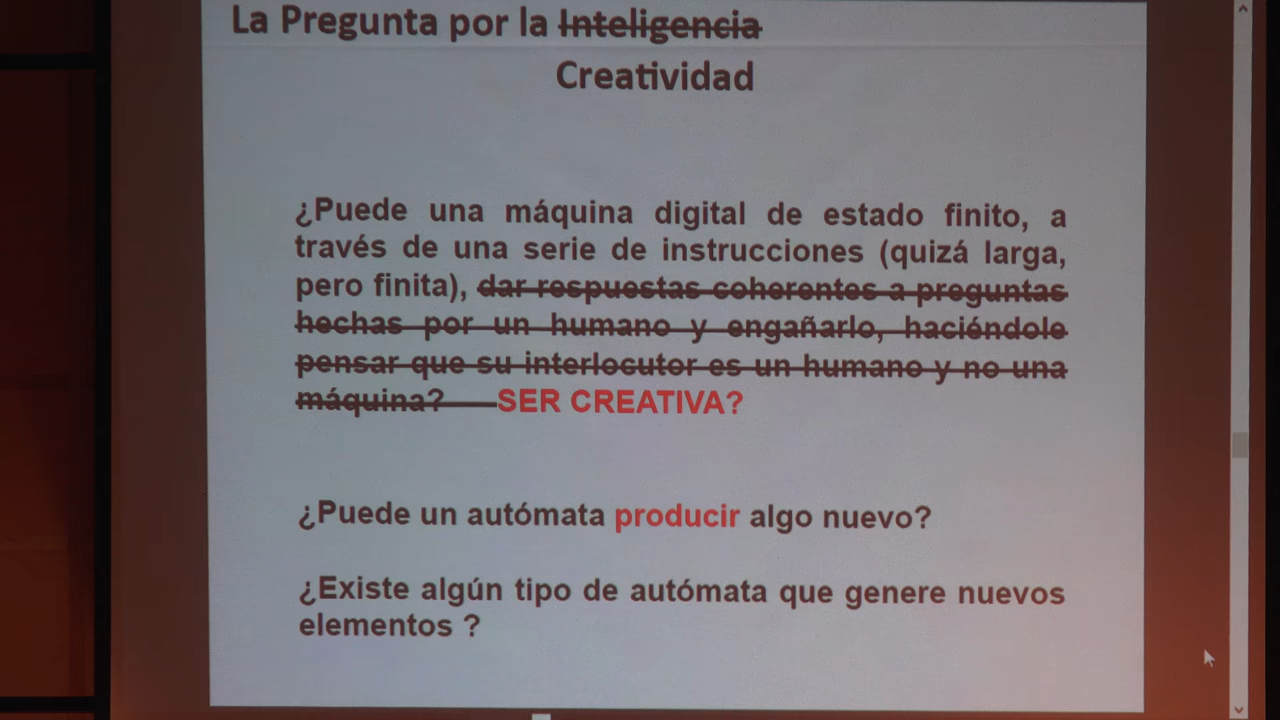 La Pregunta por la Inteligencia
Creatividad
¿Puede una máquina digital de estado finito, a
través de una serie de instrucciones (quizá larga,
pero finita), dar respuestas coherentes a preguntas
hechas por un humano y engañarlo, haciéndole
pensar que su interlocutor es un humano y no una
máquina? SER CREATIVA?
¿Puede un autómata producir algo nuevo?
¿Existe algún tipo de autómata que genere nuevos
elementos ?